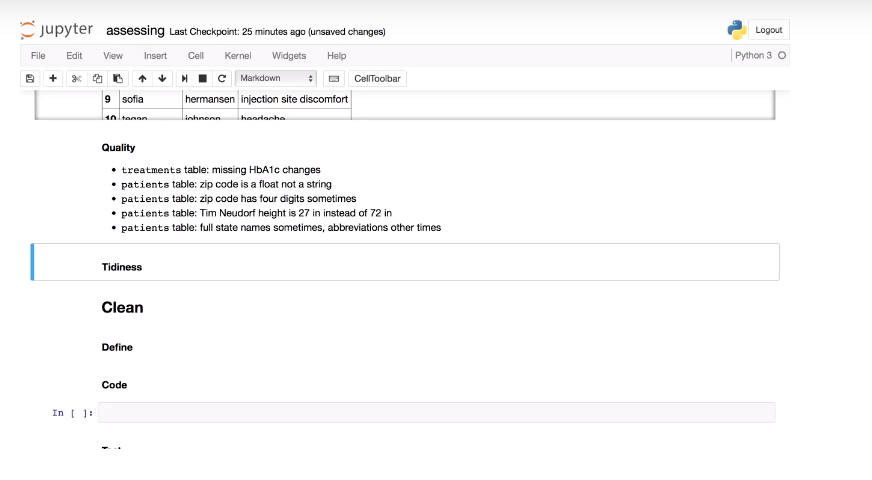 jupyter assessing Last Checkpoint: 25 minutes ago (unsaved changes)
Logout
File Edit View Insert Cell Kernel Widgets Help
Python 3
Markdown
CellToolbar
9 sofia hermansen injection site discomfort
10 tegan johnson headache
Quality
• treatments table: missing HbA1c changes
• patients table: zip code is a float not a string
• patients table: zip code has four digits sometimes
• patients table: Tim Neudorf height is 27 in instead of 72 in
• patients table: full state names sometimes, abbreviations other times
Tidiness
Clean
Define
Code
In [ ]: